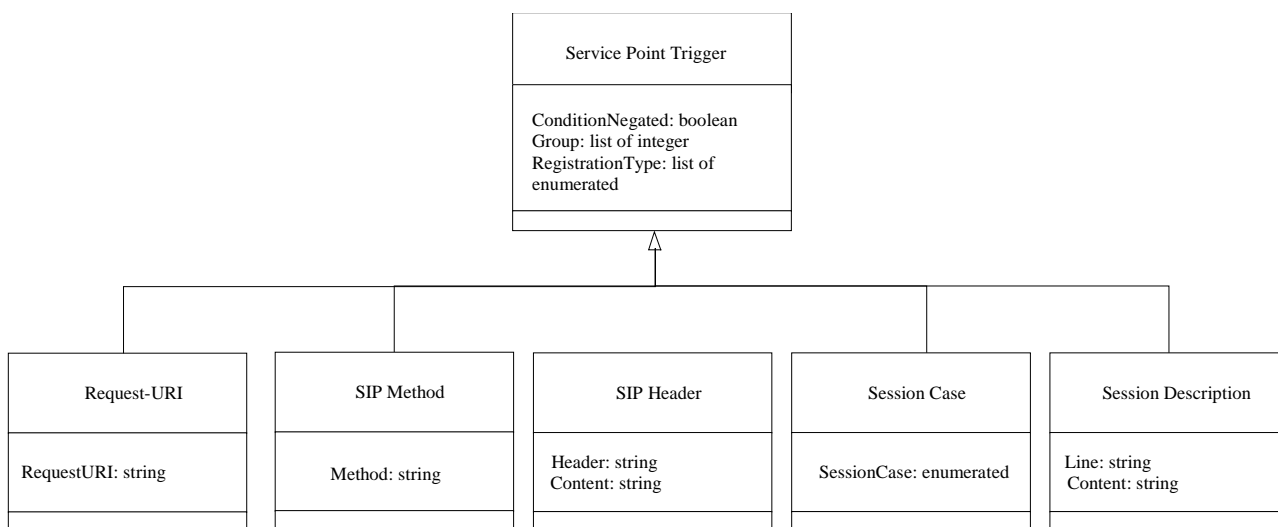 Service Point Trigger
ConditionNegated: boolean
Group: list of integer
RegistrationType: list of
enumerated
Request-URI
RequestURI: string
SIP Method
Method: string
SIP Header
Header: string
Content: string
Session Case
SessionCase: enumerated
Session Description
Line: string
Content: string